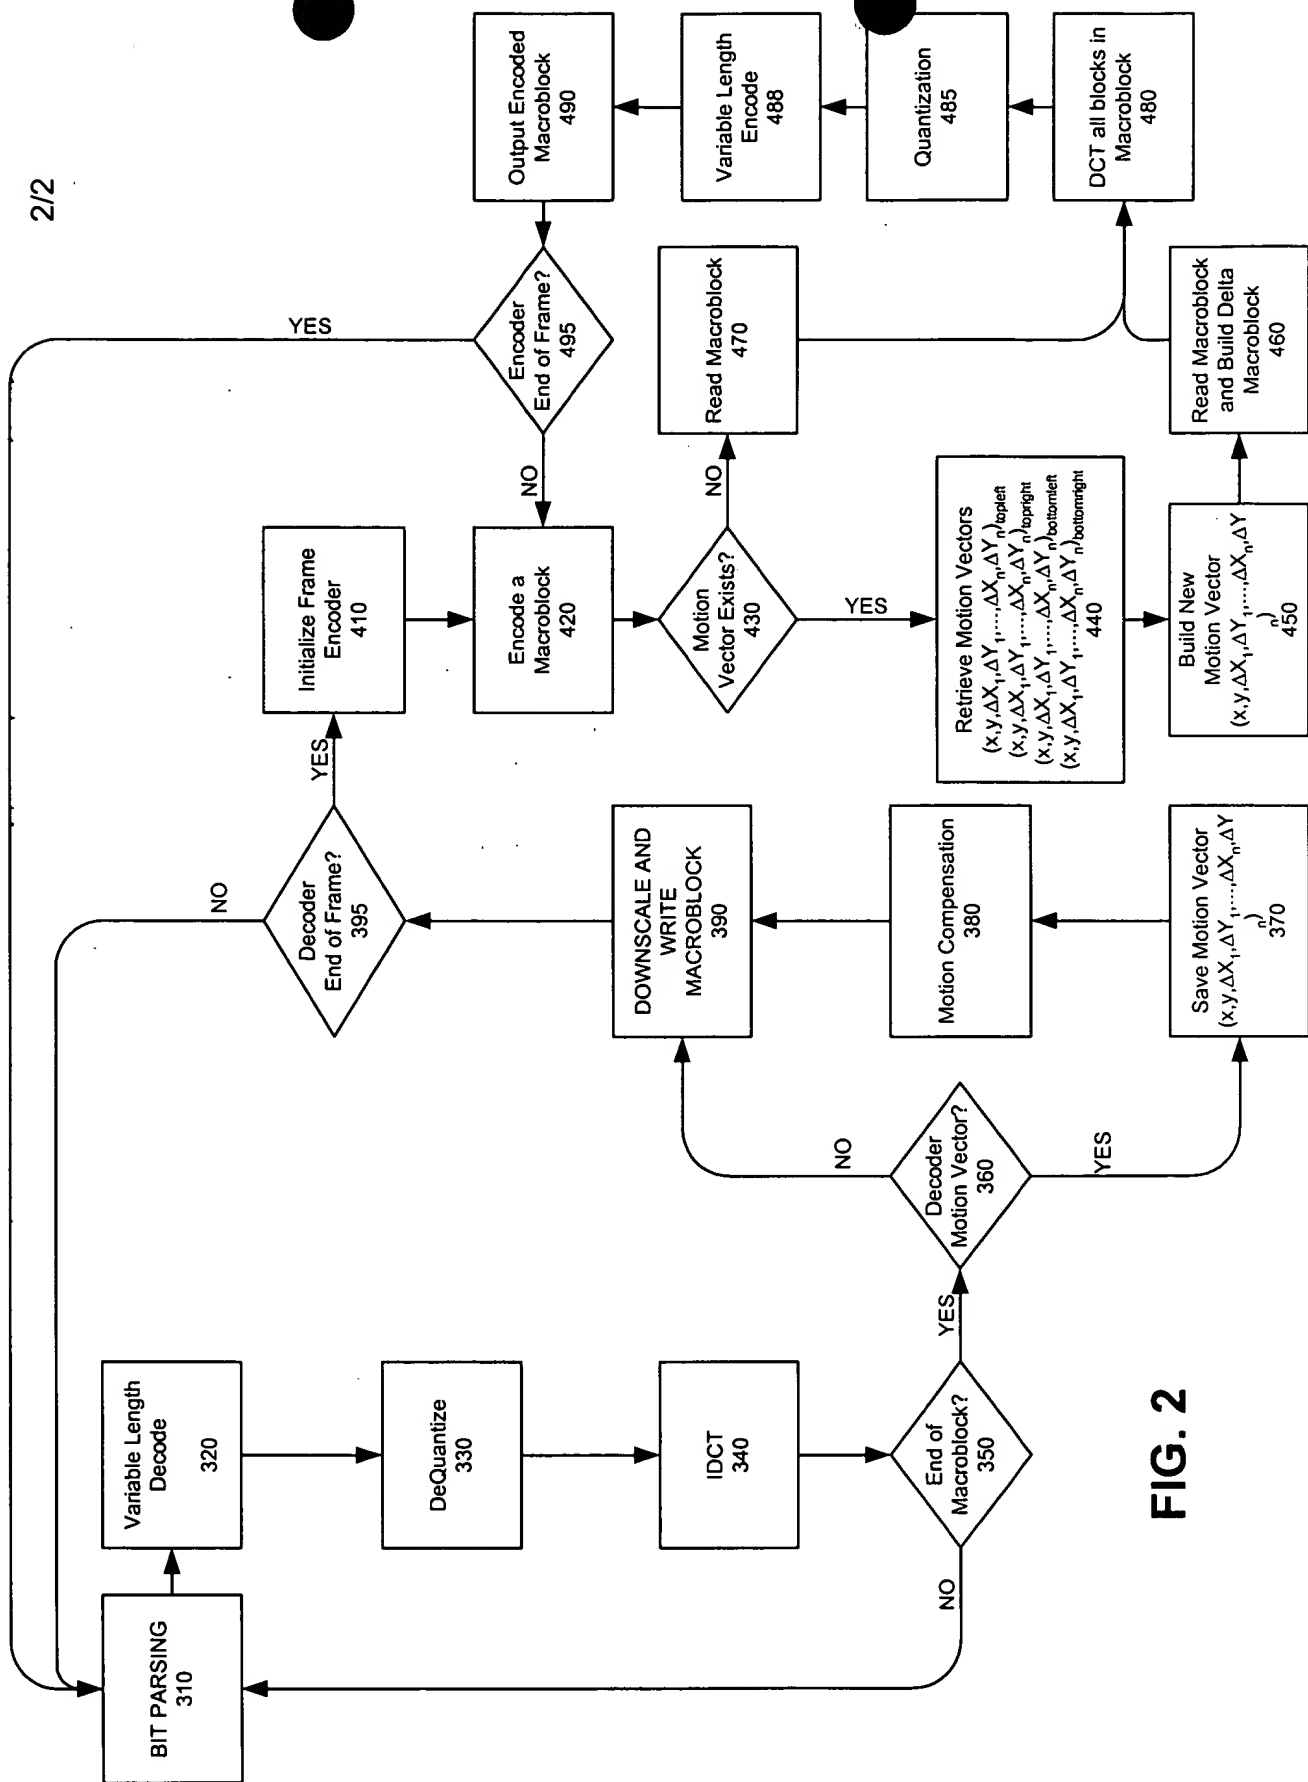 2/2
BIT PARSING
310
Variable Length
Decode
320
DeQuantize
330
IDCT
340
End of
Macroblock?
350
NO
YES
Decoder
Motion Vector?
360
NO
YES
Save Motion Vector
(x,y,ΔX₁,ΔY₁,...,ΔXₙ,ΔY
ₙ)
370
Motion Compensation
380
DOWNSCALE AND
WRITE
MACROBLOCK
390
Decoder
End of Frame?
395
NO
YES
Initialize Frame
Encoder
410
Encode a
Macroblock
420
Motion
Vector Exists?
430
NO
YES
Retrieve Motion Vectors
(x,y,ΔX₁,ΔY₁,...,ΔXₙ,ΔYₙ)topleft
(x,y,ΔX₁,ΔY₁,...,ΔXₙ,ΔYₙ)topright
(x,y,ΔX₁,ΔY₁,...,ΔXₙ,ΔYₙ)bottomleft
(x,y,ΔX₁,ΔY₁,...,ΔXₙ,ΔYₙ)bottomright
440
Build New
Motion Vector
(x,y,ΔX₁,ΔY₁,...,ΔXₙ,ΔY
ₙ)
450
Read Macroblock
and Build Delta
Macroblock
460
Read Macroblock
470
DCT all blocks in
Macroblock
480
Quantization
485
Variable Length
Encode
488
Output Encoded
Macroblock
490
Encoder
End of Frame?
495
NO
YES
FIG. 2